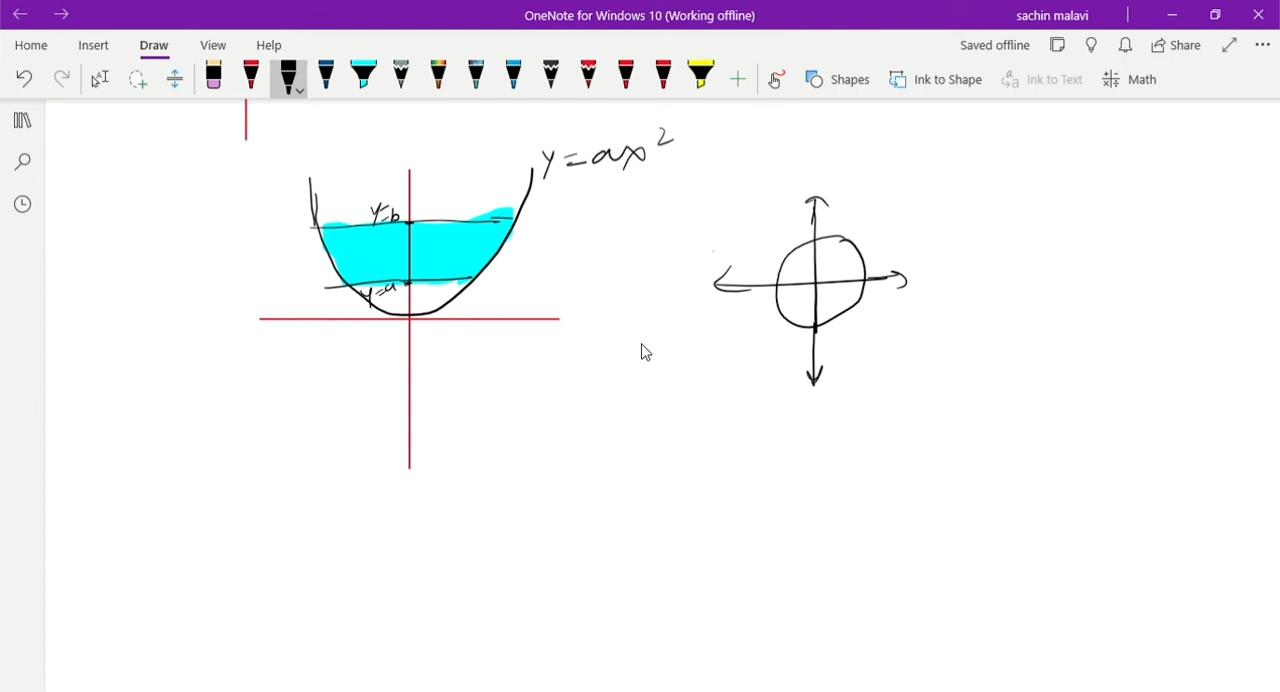 OneNote for Windows 10 (Working offline)
sachin malavi
Home Insert Draw View Help
Saved offline
Share
Shapes
Ink to Shape
Ink to Text
Math
y=ax²
y=b
y=a